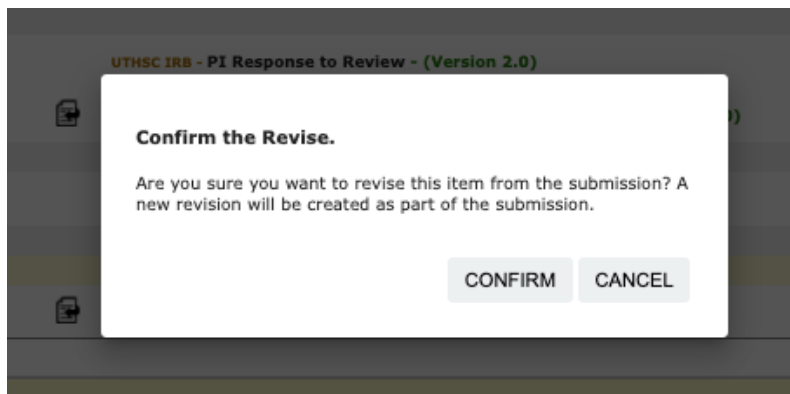 UTHSC IRB - PI Response to Review - (Version 2.0)
)
Confirm the Revise.
Are you sure you want to revise this item from the submission? A
new revision will be created as part of the submission.
CONFIRM CANCEL